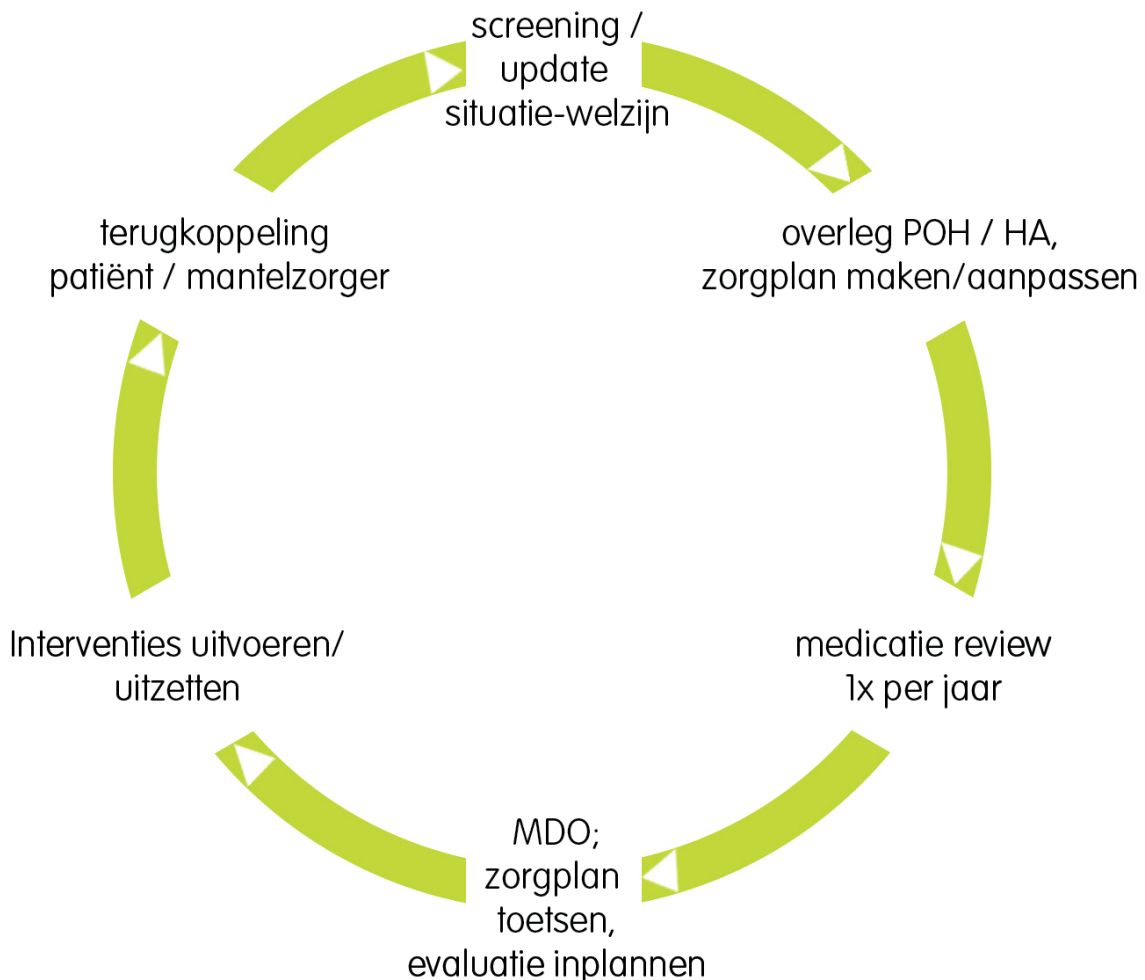 screening /
update
situatie-welzijn
overleg POH / HA,
zorgplan maken/aanpassen
medicatie review
1x per jaar
MDO;
zorgplan
toetsen,
evaluatie inplannen
Interventies uitvoeren/
uitzetten
terugkoppeling
patiënt / mantelzorger